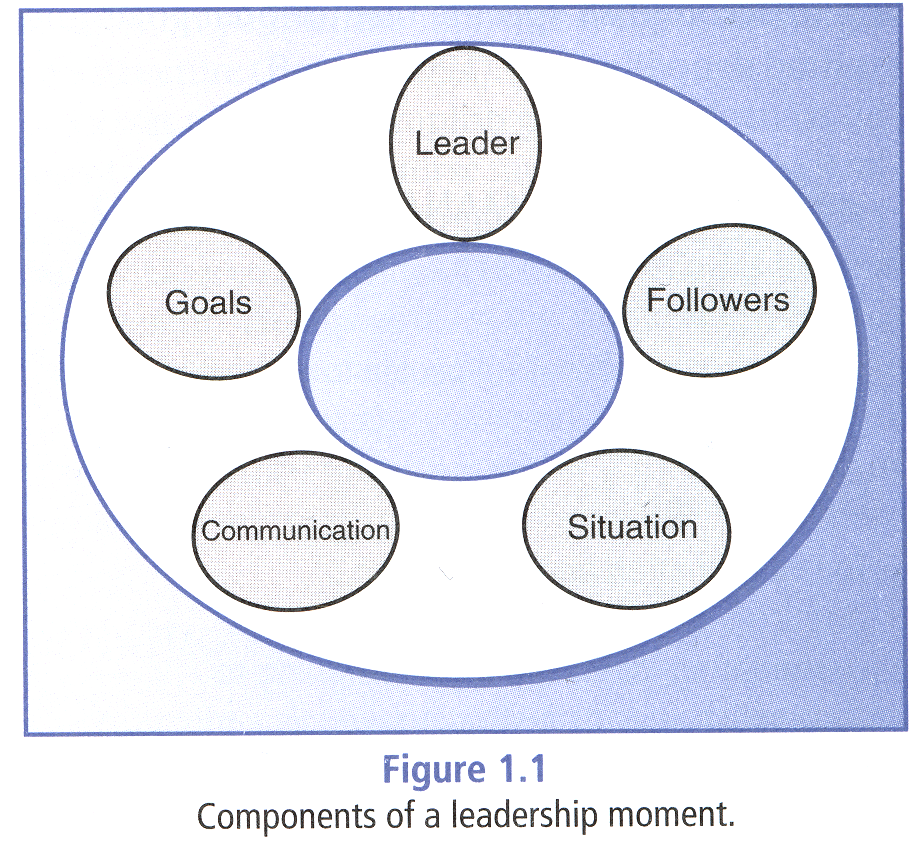 Leader
Goals
Followers
Communication
Situation
Figure 1.1
Components of a leadership moment.